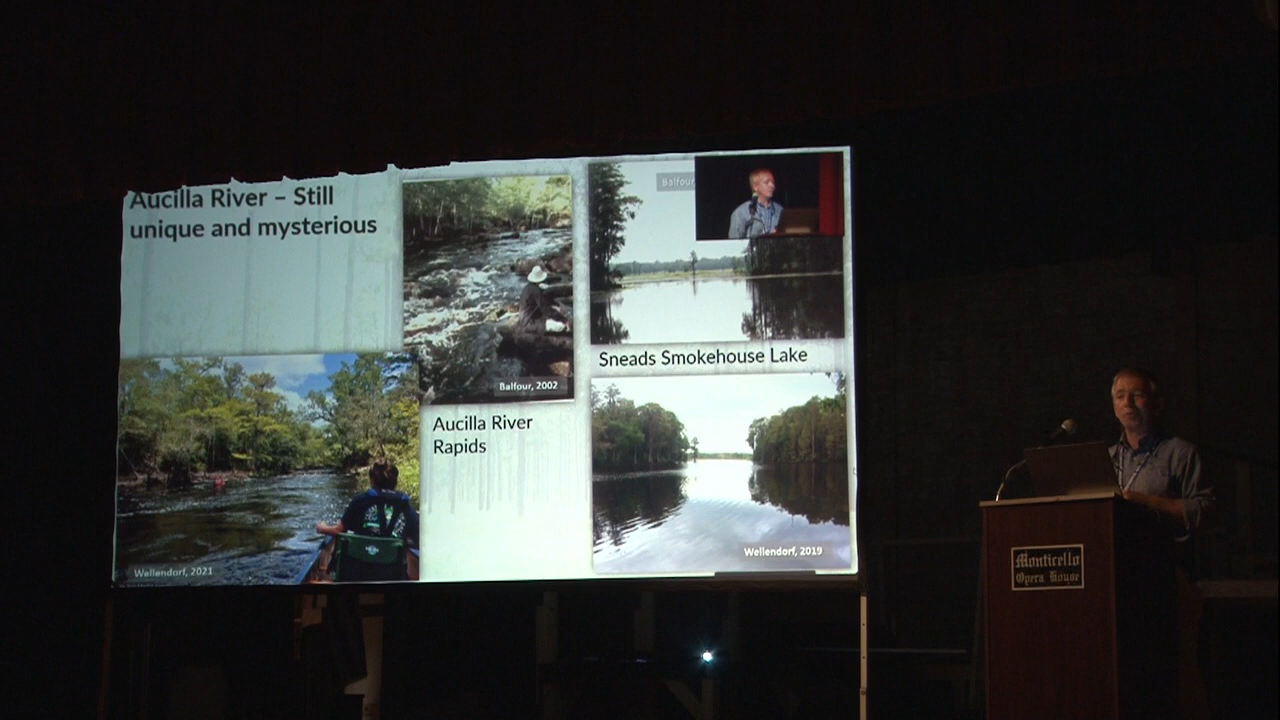 Aucilla River – Still
unique and mysterious
Balfour, 2002
Balfour
Sneads Smokehouse Lake
Aucilla River
Rapids
Wellendorf, 2021
Wellendorf, 2019
Monticello
Opera House